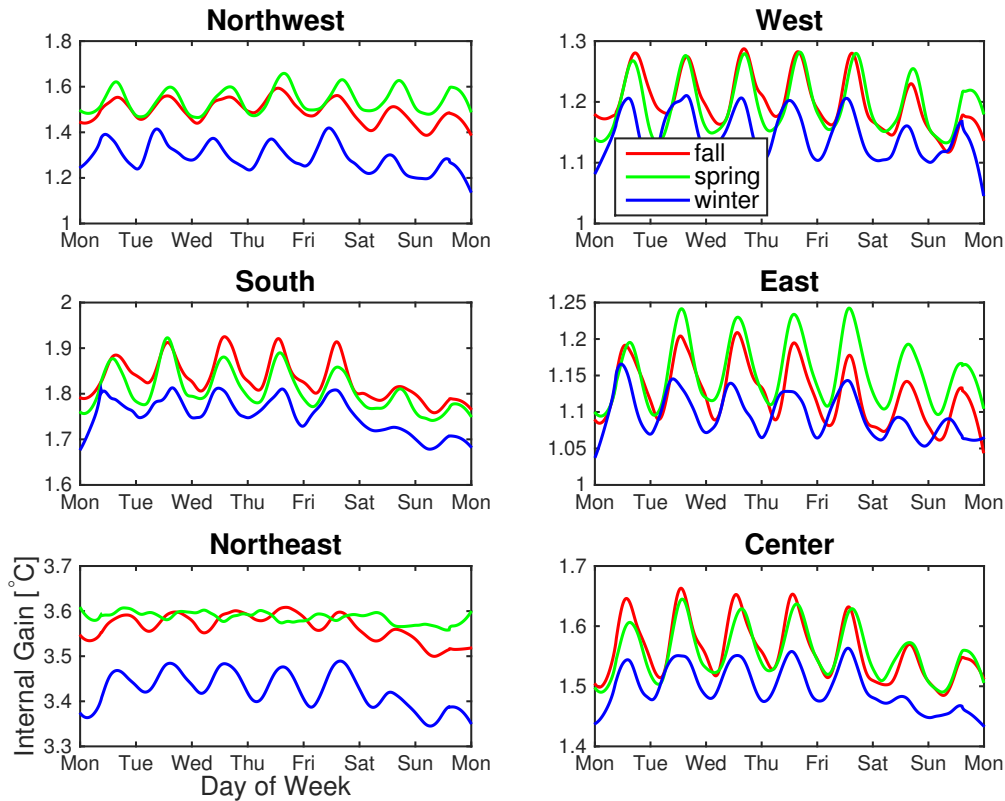 Northwest
1.8
1.6
1.4
1.2
1
Mon Tue Wed Thu Fri Sat Sun Mon
West
1.3
1.2
1.1
1
fall
spring
winter
Mon Tue Wed Thu Fri Sat Sun Mon
South
2
1.9
1.8
1.7
1.6
Mon Tue Wed Thu Fri Sat Sun Mon
East
1.25
1.2
1.15
1.1
1.05
1
Mon Tue Wed Thu Fri Sat Sun Mon
Northeast
Internal Gain [°C]
3.7
3.6
3.5
3.4
3.3
Mon Tue Wed Thu Fri Sat Sun Mon
Day of Week
Center
1.7
1.6
1.5
1.4
Mon Tue Wed Thu Fri Sat Sun Mon